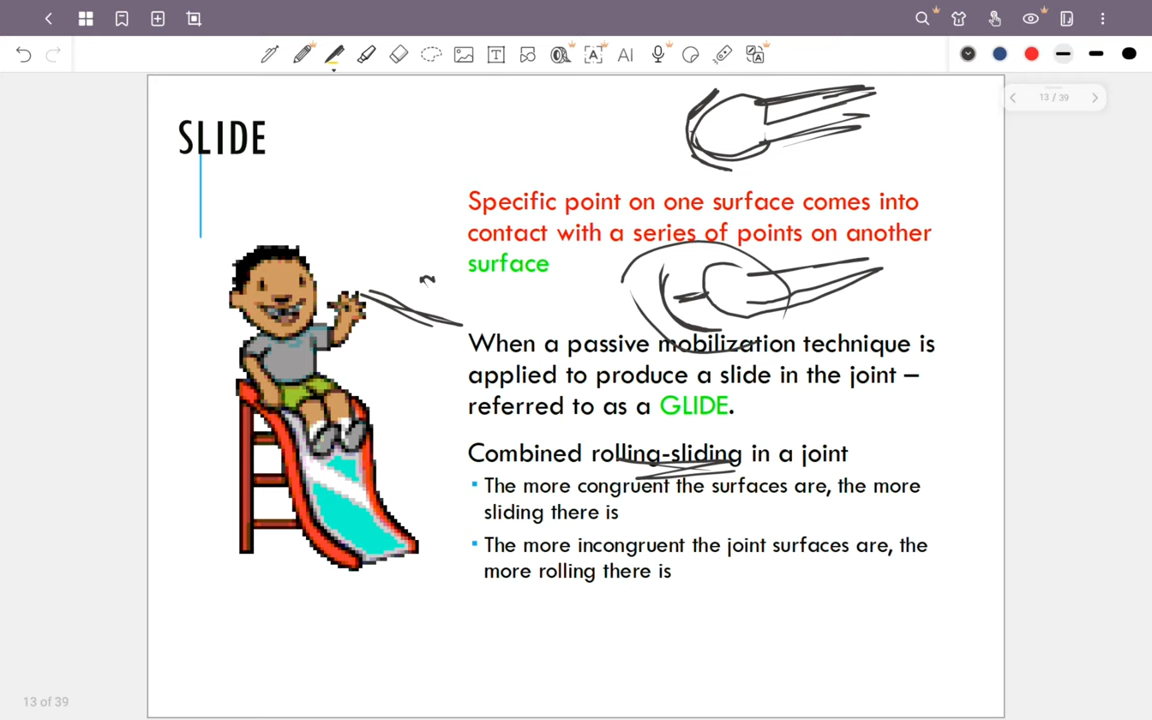 13 / 39
SLIDE
Specific point on one surface comes into
contact with a series of points on another
surface
When a passive mobilization technique is
applied to produce a slide in the joint –
referred to as a GLIDE.
Combined rolling-sliding in a joint
▪ The more congruent the surfaces are, the more
sliding there is
▪ The more incongruent the joint surfaces are, the
more rolling there is
13 of 39